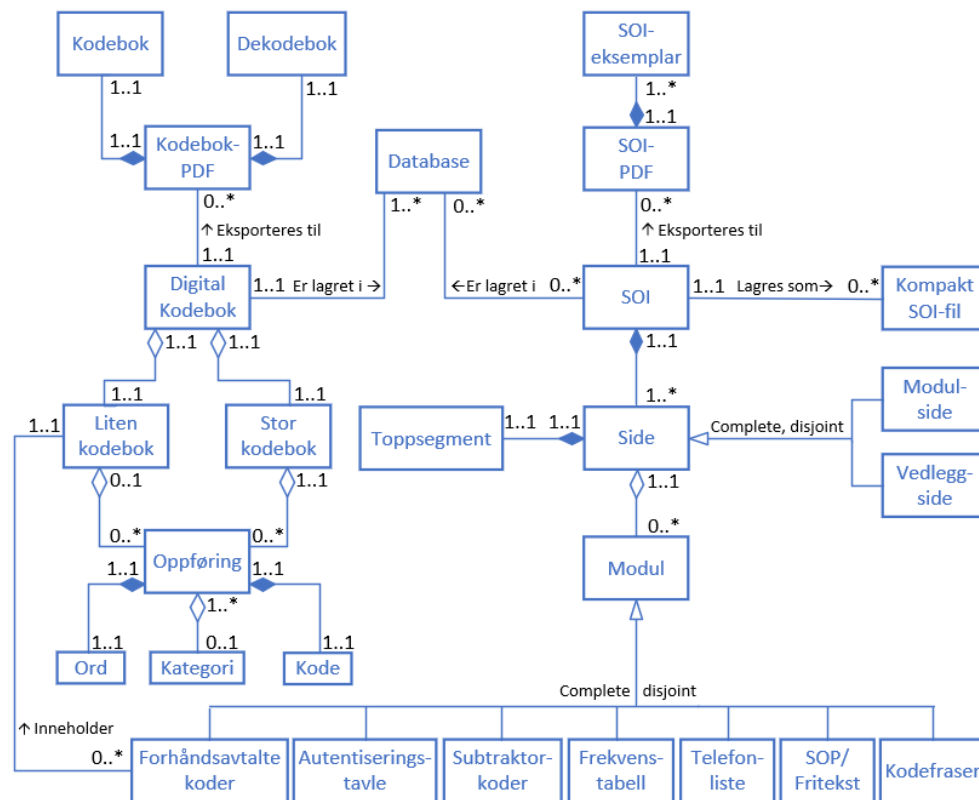 Kodebok
Dekodebok
SOI-
eksemplar
1..1
1..1
1..*
1..1
1..1
1..1
Kodebok-
PDF
Database
SOI-
PDF
0..*
1..*
0..*
0..*
↑ Eksporteres til
↑ Eksporteres til
1..1
1..1
Digital
Kodebok
1..1
Er lagret i →
←Er lagret i
0..*
SOI
1..1
Lagres som→
0..*
Kompakt
SOI-fil
1..1
1..1
1..1
1..1
1..1
1..*
Modul-
side
1..1
Liten
kodebok
Stor
kodebok
Toppsegment
1..1
1..1
Side
Complete, disjoint
Vedlegg-
side
0..1
1..1
1..1
0..*
0..*
0..*
Oppføring
Modul
1..1
1..1
1..*
1..1
0..1
1..1
Ord
Kategori
Kode
Complete
disjoint
↑ Inneholder
0..*
Forhåndsavtalte
koder
Autentiserings-
tavle
Subtraktor-
koder
Frekvens-
tabell
Telefon-
liste
SOP/
Fritekst
Kodefraser